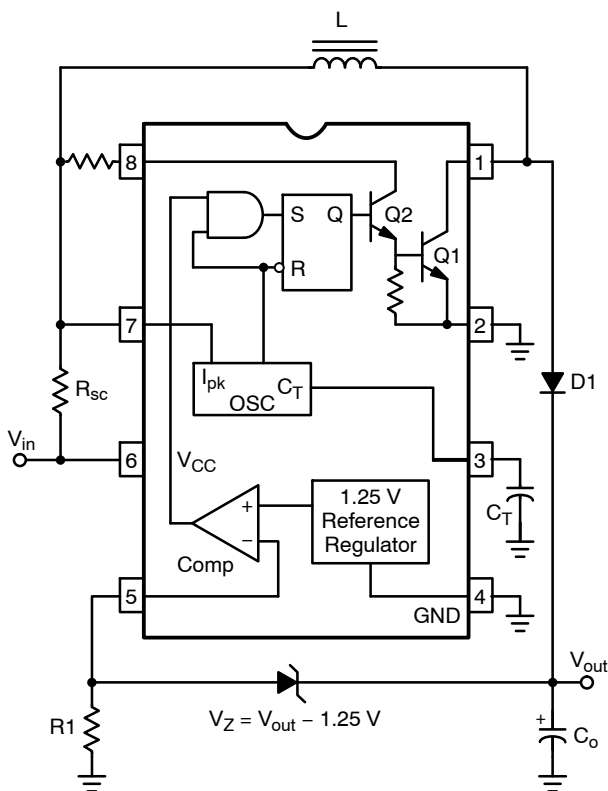 L
8
1
S
Q
Q2
R
Q1
7
2
Ipk
CT
OSC
Rsc
D1
Vin
6
VCC
3
CT
+
−
Comp
1.25 V
Reference
Regulator
5
4
GND
Vout
R1
VZ = Vout − 1.25 V
+
Co